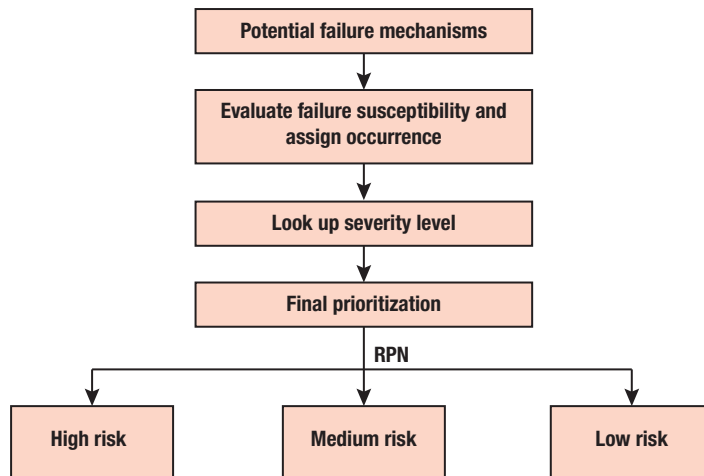 Potential failure mechanisms
Evaluate failure susceptibility and
assign occurrence
Look up severity level
Final prioritization
RPN
High risk
Medium risk
Low risk